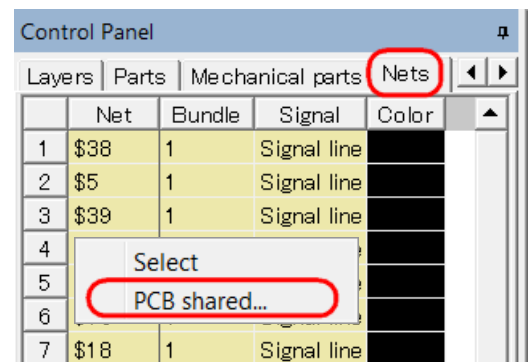 Control Panel
Layers Parts Mechanical parts Nets
Net Bundle Signal Color
1 $38 1 Signal line
2 $5 1 Signal line
3 $39 1 Signal line
4
Select
5
PCB shared...
6
7 $18 1 Signal line